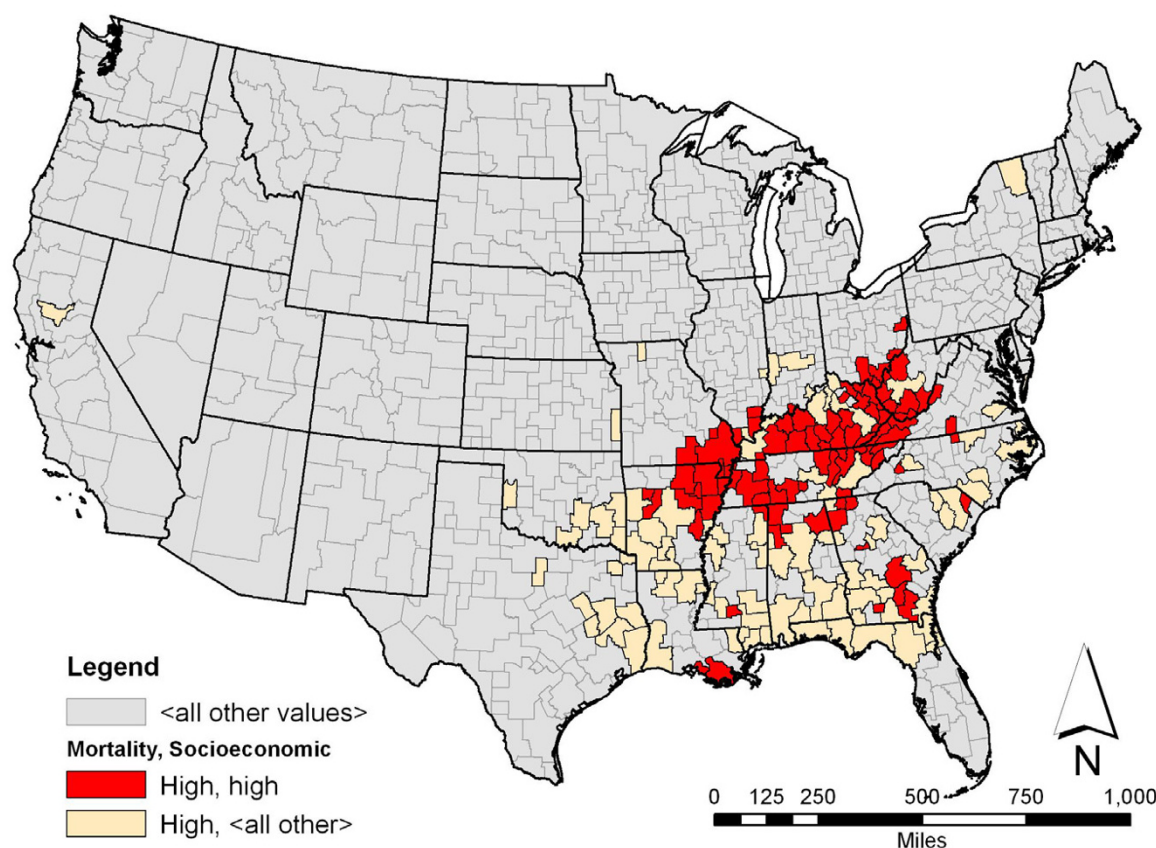 Legend
<all other values>
Mortality, Socioeconomic
High, high
High, <all other>
N
0 125 250 500 750 1,000
Miles